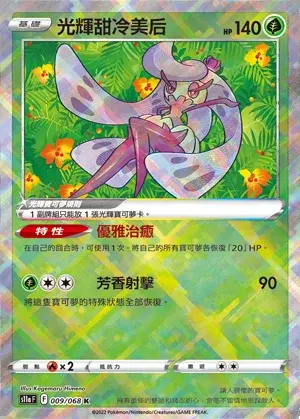 基礎
光輝甜冷美后
HP 140
光輝寶可夢規則
1副牌組只能放1張光輝寶可夢卡。
特性 優雅治癒
在自己的回合時,可使用1次。將自己的所有寶可夢各恢復「20」HP。
芳香射擊 90
將這隻寶可夢的特殊狀態全部恢復。
弱點 ×2 抵抗力 撤退
Illus. Kagemaru Himeno
s11a F F 009/068 K
©2022 Pokémon/Nintendo/Creatures/GAME FREAK.